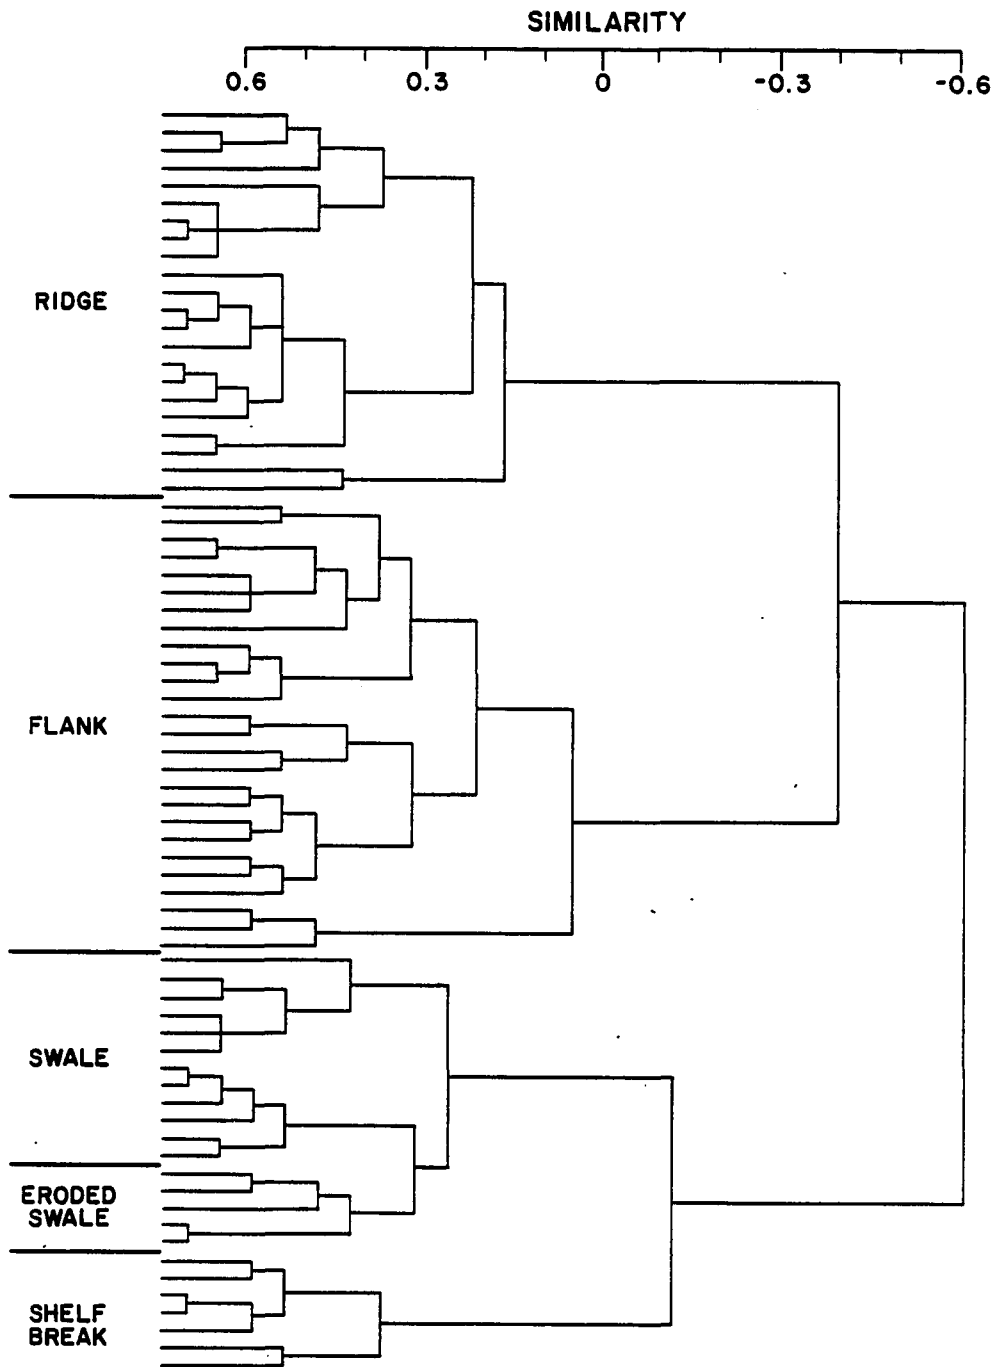 SIMILARITY
0.6 0.3 0 -0.3 -0.6
RIDGE
FLANK
SWALE
ERODED
SWALE
SHELF
BREAK